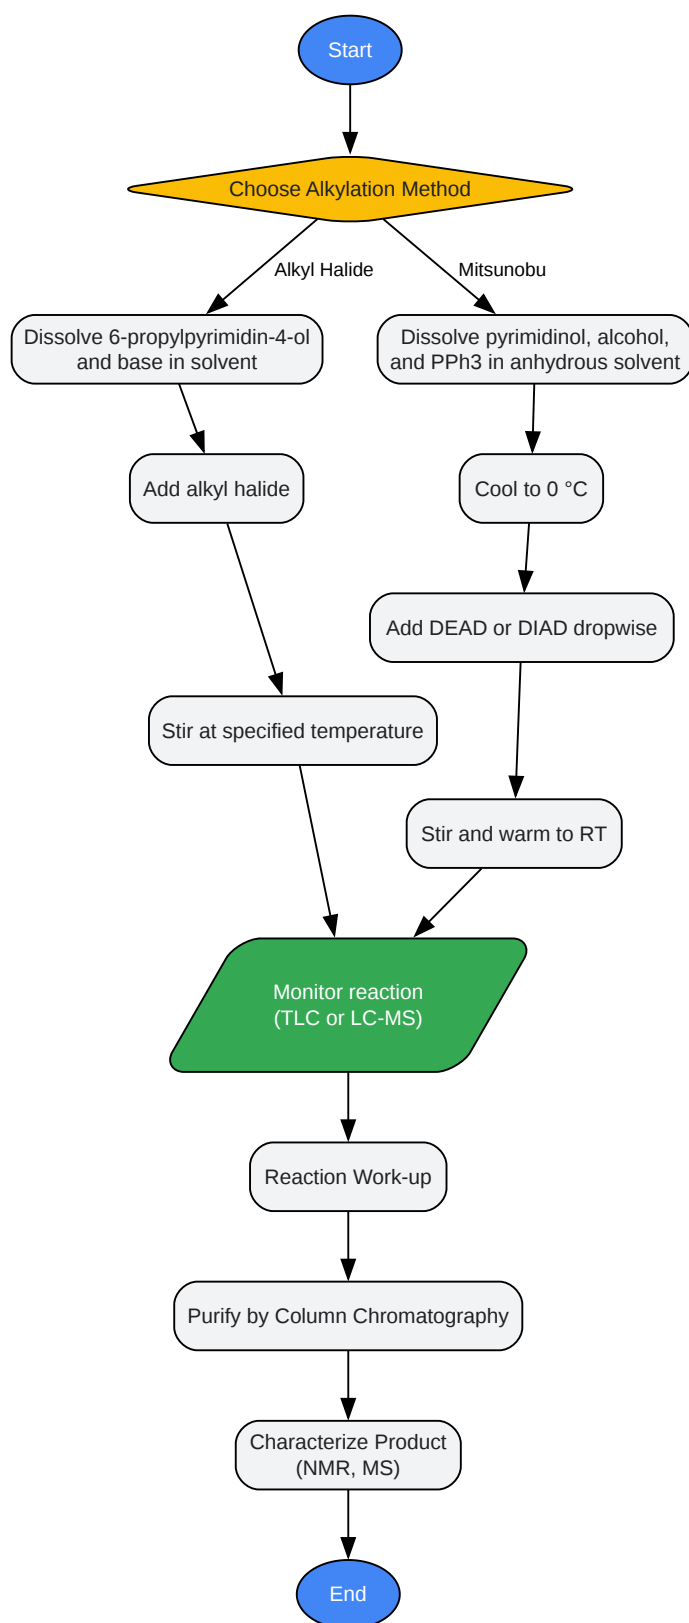 Start
Choose Alkylation Method
Alkyl Halide
Mitsunobu
Dissolve 6-propylpyrimidin-4-ol
and base in solvent
Dissolve pyrimidinol, alcohol,
and PPh3 in anhydrous solvent
Add alkyl halide
Cool to 0 °C
Add DEAD or DIAD dropwise
Stir at specified temperature
Stir and warm to RT
Monitor reaction
(TLC or LC-MS)
Reaction Work-up
Purify by Column Chromatography
Characterize Product
(NMR, MS)
End